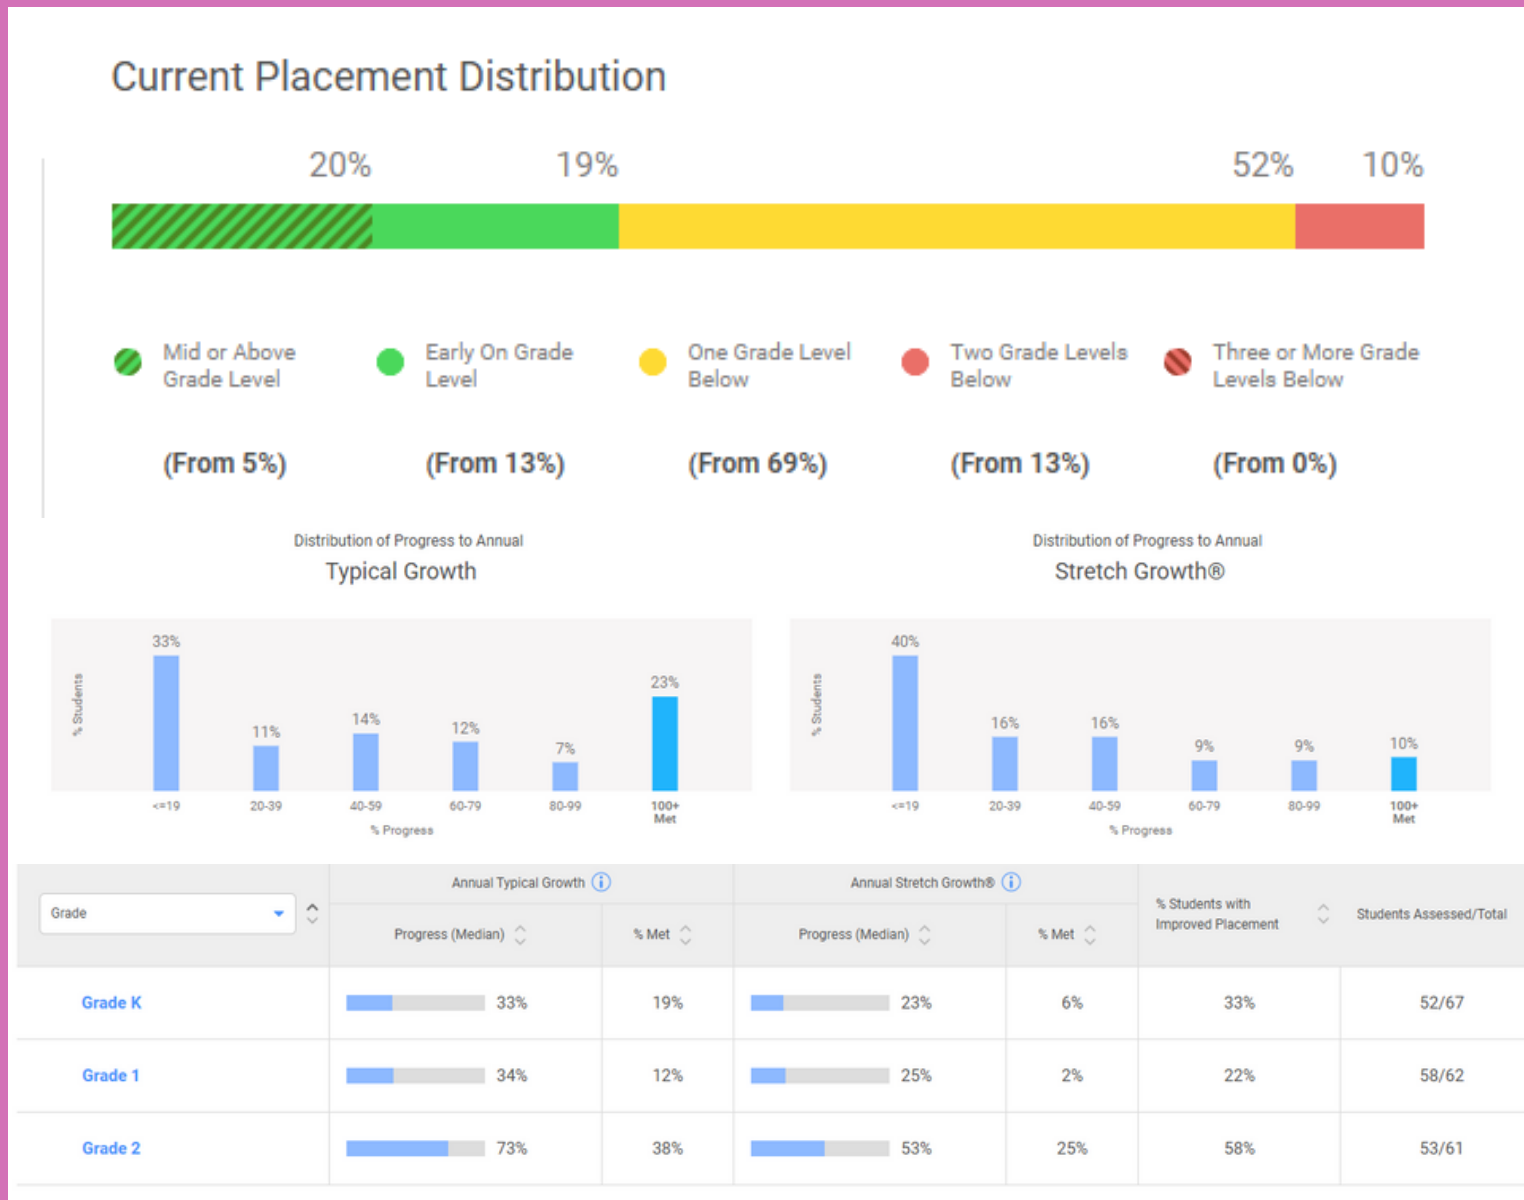 Current Placement Distribution
20% 19% 52% 10%
Mid or Above
Grade Level
Early On Grade
Level
One Grade Level
Below
Two Grade Levels
Below
Three or More Grade
Levels Below
(From 5%) (From 13%) (From 69%) (From 13%) (From 0%)
Distribution of Progress to Annual
Typical Growth
% Students
33% 11% 14% 12% 7% 23%
<=19 20-39 40-59 60-79 80-99 100+
Met
% Progress
Distribution of Progress to Annual
Stretch Growth®
% Students
40% 16% 16% 9% 9% 10%
<=19 20-39 40-59 60-79 80-99 100+
Met
% Progress
Grade
Annual Typical Growth
Progress (Median) % Met
Annual Stretch Growth®
Progress (Median) % Met
% Students with
Improved Placement
Students Assessed/Total
Grade K 33% 19% 23% 6% 33% 52/67
Grade 1 34% 12% 25% 2% 22% 58/62
Grade 2 73% 38% 53% 25% 58% 53/61